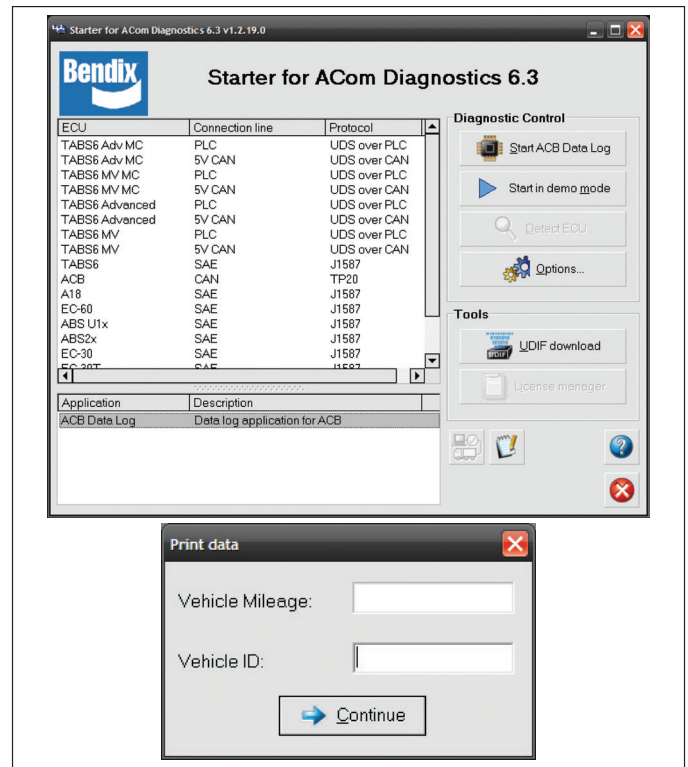 Starter for ACom Diagnostics 6.3 v1.2.19.0
Bendix
Starter for ACom Diagnostics 6.3
ECU Connection line Protocol
TABS6 Adv MC PLC UDS over PLC
TABS6 Adv MC 5V CAN UDS over CAN
TABS6 MV MC PLC UDS over PLC
TABS6 MV MC 5V CAN UDS over CAN
TABS6 Advanced PLC UDS over PLC
TABS6 Advanced 5V CAN UDS over CAN
TABS6 MV PLC UDS over PLC
TABS6 MV 5V CAN UDS over CAN
TABS6 SAE J1587
ACB CAN TP20
A18 SAE J1587
EC-60 SAE J1587
ABS U1x SAE J1587
ABS2x SAE J1587
EC-30 SAE J1587
EC-30T SAE J1587
Application Description
ACB Data Log Data log application for ACB
Diagnostic Control
Start ACB Data Log
Start in demo mode
Detect ECU...
Options...
Tools
UDIF
UDIF download
License manager
Print data
Vehicle Mileage:
Vehicle ID:
Continue